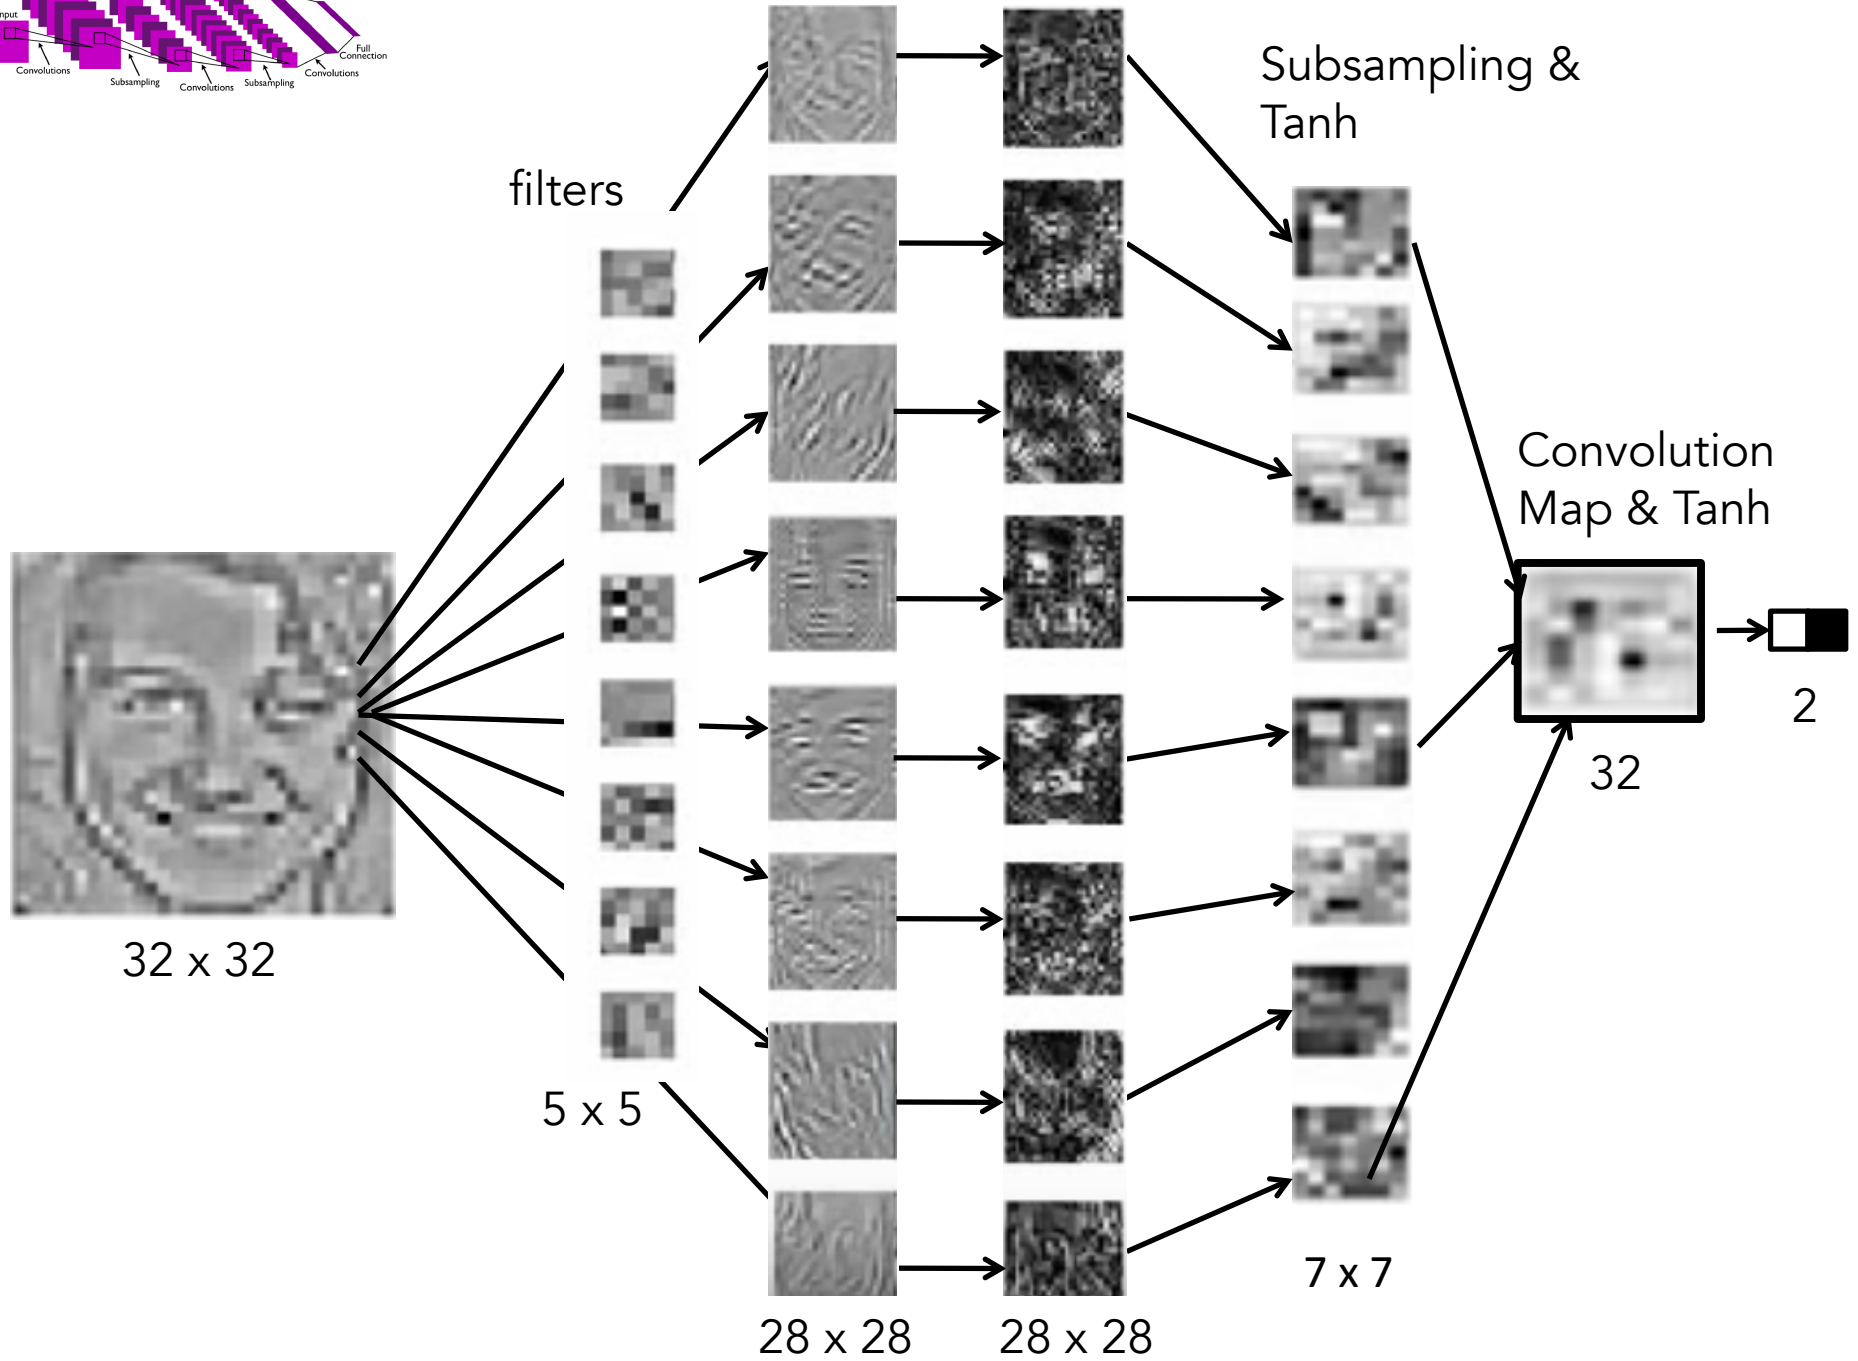 Convolutions
Subsampling
Convolutions
Subsampling
Convolutions
Full
Connection
filters
Subsampling &
Tanh
Convolution
Map & Tanh
32 x 32
5 x 5
28 x 28
28 x 28
7 x 7
32
2